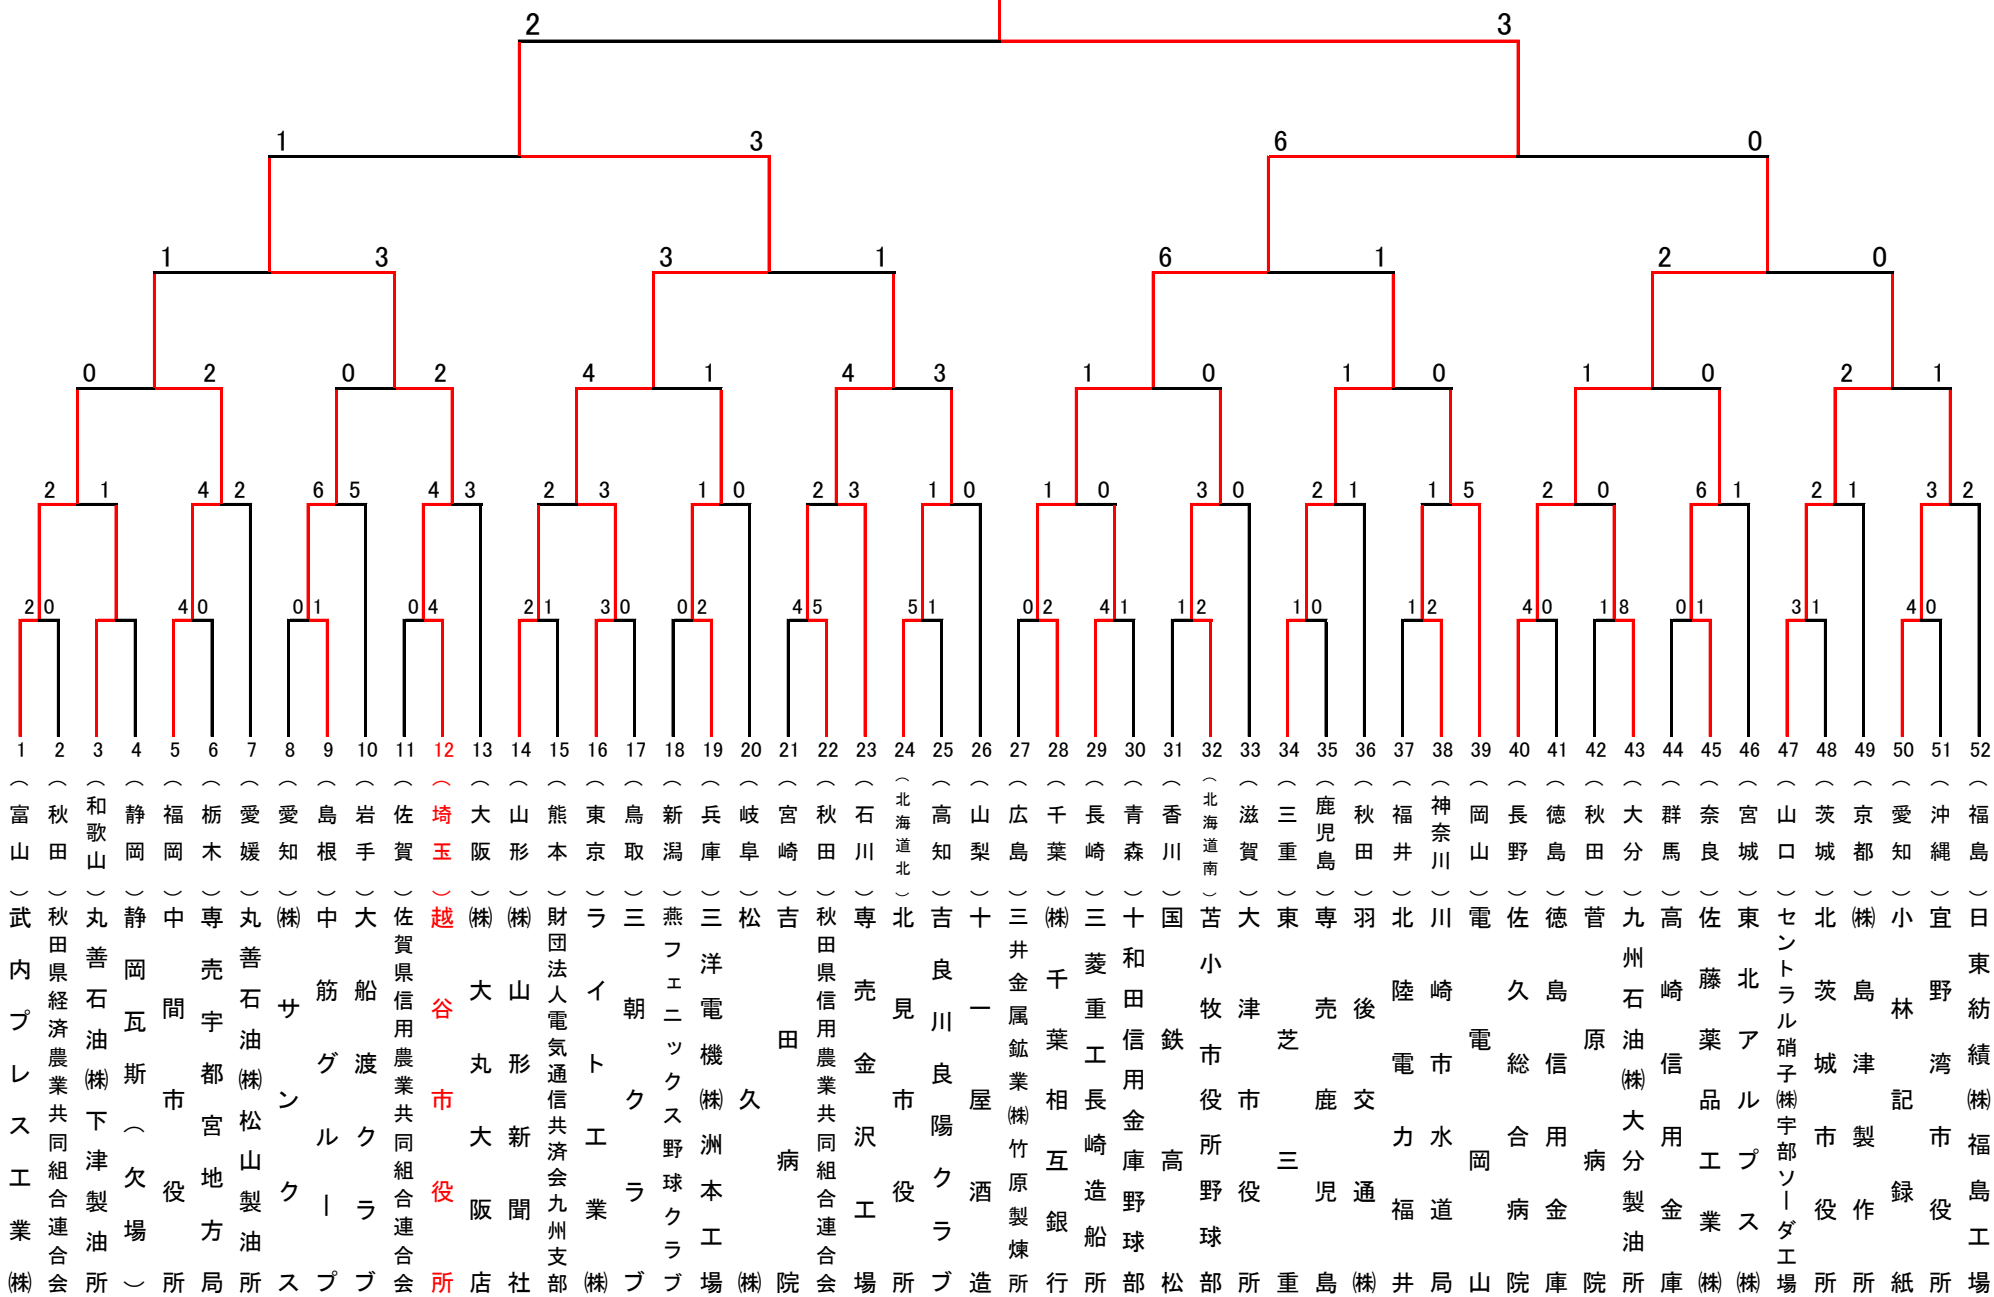 2 3
1 3 6 0
1 3 3 1 6 1 2 0
0 2 0 2 4 1 4 3 1 0 1 0 1 0 2 1
2 1 4 2 6 5 4 3 2 3 1 0 2 3 1 0 1 0 3 0 2 1 1 5 2 0 6 1 2 1 3 2
2 0 4 0 0 1 0 4 2 1 3 0 0 2 4 5 5 1 0 2 4 1 1 2 1 0 1 2 4 0 1 8 0 1 3 1 4 0
1 (富山) 武内プレス工業㈱
2 (秋田) 秋田県経済農業共同組合連合会
3 (和歌山) 丸善石油㈱下津製油所
4 (静岡) 静岡瓦斯(欠場)
5 (福岡) 中間市役所
6 (栃木) 専売宇都宮地方局
7 (愛媛) 丸善石油㈱松山製油所
8 (愛知) ㈱サンクス
9 (島根) 中筋グループ
10 (岩手) 大船渡クラブ
11 (佐賀) 佐賀県信用農業共同組合連合会
12 (埼玉) 越谷市役所
13 (大阪) ㈱大丸大阪店
14 (山形) ㈱山形新聞社
15 (熊本) 財団法人電気通信共済会九州支部
16 (東京) ライトエ業㈱
17 (鳥取) 三朝クラブ
18 (新潟) 燕フェニックス野球クラブ
19 (兵庫) 三洋電機㈱洲本工場
20 (岐阜) 松久㈱
21 (宮崎) 吉田病院
22 (秋田) 秋田県信用農業共同組合連合会
23 (石川) 専売金沢工場
24 (北海道北) 北見市役所
25 (高知) 吉良川良陽クラブ
26 (山梨) 十一屋酒造
27 (広島) 三井金属鉱業㈱竹原製煉所
28 (千葉) ㈱千葉相互銀行
29 (長崎) 三菱重工長崎造船所
30 (青森) 十和田信用金庫野球部
31 (香川) 国鉄高松
32 (北海道南) 苫小牧市役所野球部
33 (滋賀) 大津市役所
34 (三重) 東芝三重
35 (鹿児島) 専売鹿児島
36 (秋田) 羽後交通㈱
37 (福井) 北陸電力福井
38 (神奈川) 川崎市水道局
39 (岡山) 電電岡山
40 (長野) 佐久総合病院
41 (徳島) 徳島信用金庫
42 (秋田) 菅原病院
43 (大分) 九州石油㈱大分製油所
44 (群馬) 高崎信用金庫
45 (奈良) 佐藤薬品工業㈱
46 (宮城) 東北アルプス㈱
47 (山口) セントラル硝子㈱宇部ソーダ工場
48 (茨城) 北茨城市役所
49 (京都) ㈱島津製作所
50 (愛知) 小林記録紙
51 (沖縄) 宜野湾市役所
52 (福島) 日東紡績㈱福島工場